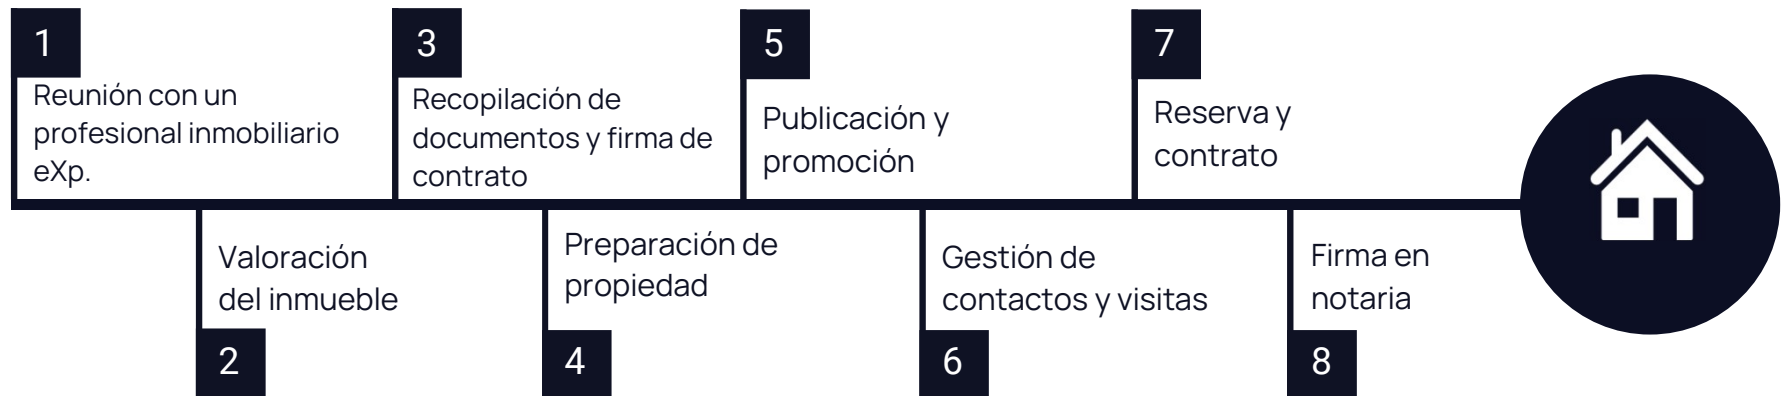 1
Reunión con un
profesional inmobiliario
eXp.
2
Valoración
del inmueble
3
Recopilación de
documentos y firma de
contrato
4
Preparación de
propiedad
5
Publicación y
promoción
6
Gestión de
contactos y visitas
7
Reserva y
contrato
8
Firma en
notaria